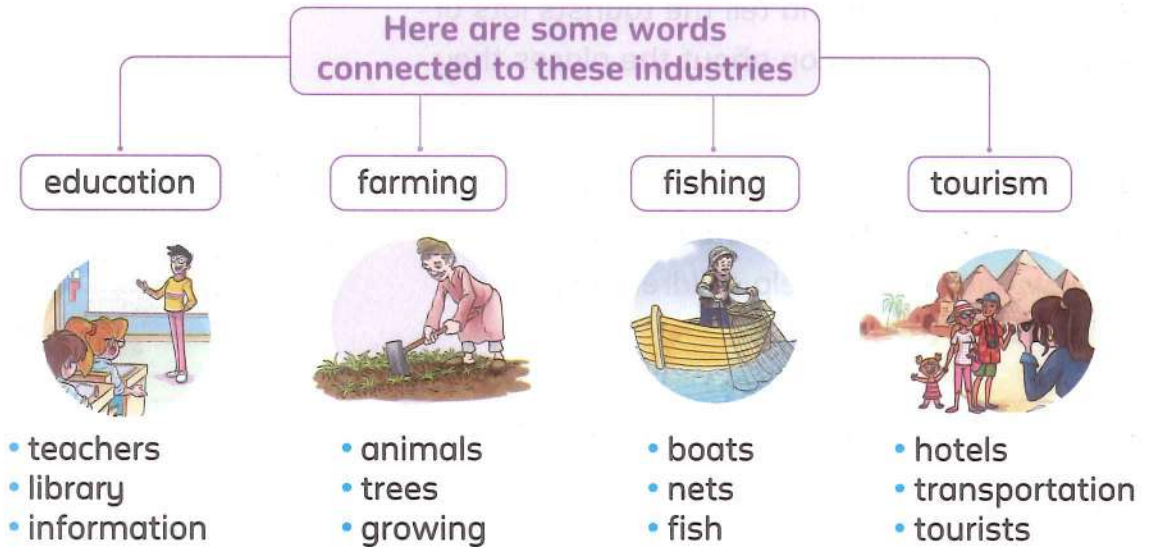 Here are some words
connected to these industries
education
farming
fishing
tourism
• teachers
• library
• information
• animals
• trees
• growing
• boats
• nets
• fish
• hotels
• transportation
• tourists